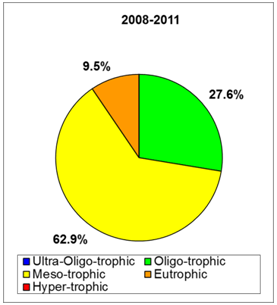 2008-2011
9.5%
27.6%
62.9%
Ultra-Oligo-trophic Oligo-trophic
Meso-trophic Eutrophic
Hyper-trophic